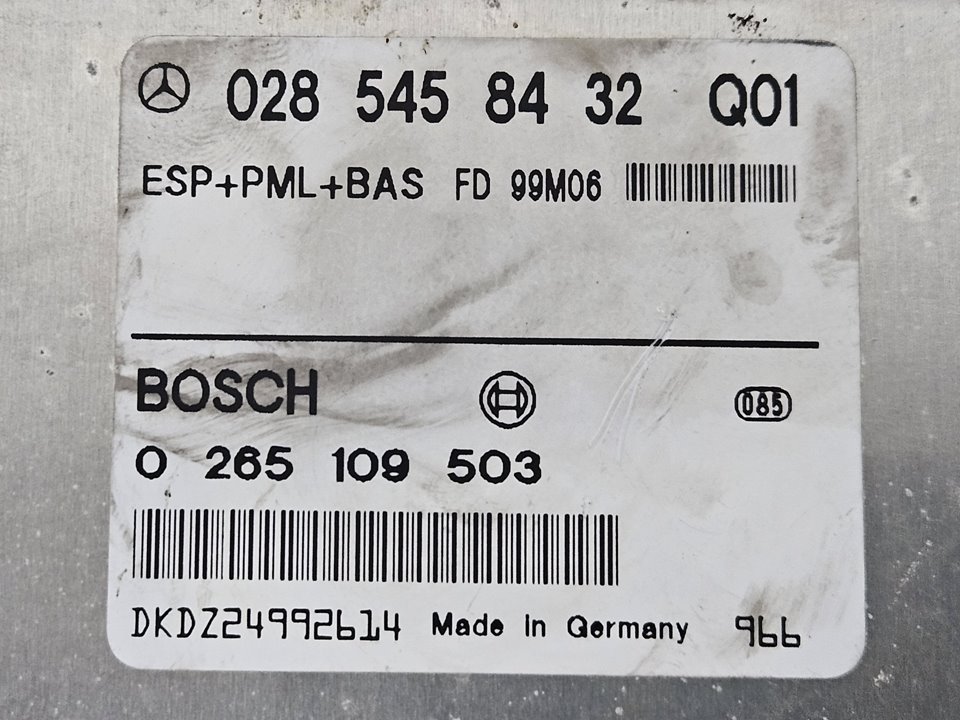 028 545 84 32 Q01
ESP+PML+BAS FD 99M06
BOSCH
085
0 265 109 503
DKDZ24992614 Made in Germany 966